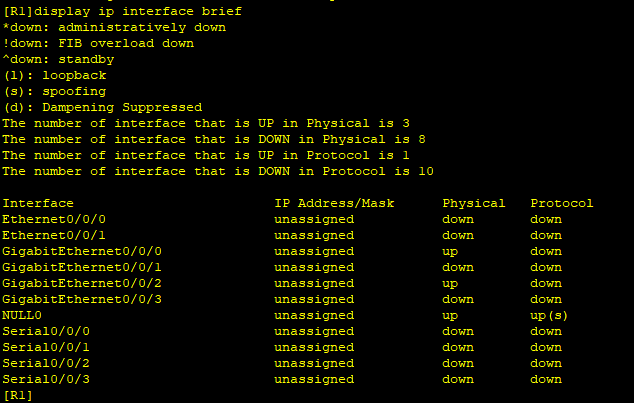 [R1]display ip interface brief
*down: administratively down
!down: FIB overload down
^down: standby
(l): loopback
(s): spoofing
(d): Dampening Suppressed
The number of interface that is UP in Physical is 3
The number of interface that is DOWN in Physical is 8
The number of interface that is UP in Protocol is 1
The number of interface that is DOWN in Protocol is 10
Interface IP Address/Mask Physical Protocol
Ethernet0/0/0 unassigned down down
Ethernet0/0/1 unassigned down down
GigabitEthernet0/0/0 unassigned up down
GigabitEthernet0/0/1 unassigned down down
GigabitEthernet0/0/2 unassigned up down
GigabitEthernet0/0/3 unassigned down down
NULL0 unassigned up up(s)
Serial0/0/0 unassigned down down
Serial0/0/1 unassigned down down
Serial0/0/2 unassigned down down
Serial0/0/3 unassigned down down
[R1]